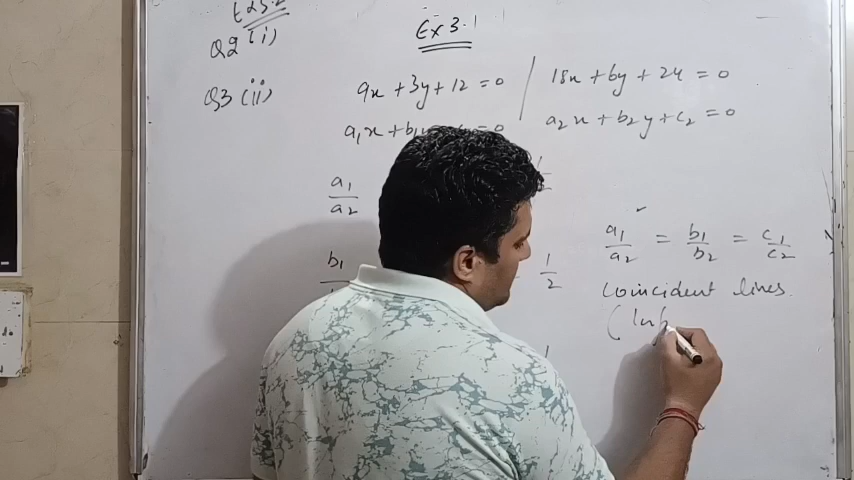 Ex 3.1
Q2 (i)
Q3 (ii)
9x + 3y + 12 = 0 / 18x + 6y + 24 = 0
a₁x + b₁y = 0 a₂x + b₂y + c₂ = 0
a₁/a₂
b₁ 1/2
a₁/a₂ = b₁/b₂ = c₁/c₂
Coincident lines
(Inf